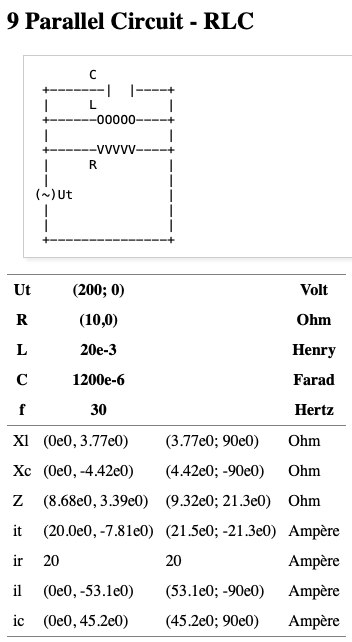 9 Parallel Circuit - RLC
C
+-------| |----+
| L |
+------OOOOO----+
| |
+------VVVVV----+
| R |
| |
(~)Ut |
| |
| |
+---------------+
Ut (200; 0) Volt
R (10,0) Ohm
L 20e-3 Henry
C 1200e-6 Farad
f 30 Hertz
Xl (0e0, 3.77e0) (3.77e0; 90e0) Ohm
Xc (0e0, -4.42e0) (4.42e0; -90e0) Ohm
Z (8.68e0, 3.39e0) (9.32e0; 21.3e0) Ohm
it (20.0e0, -7.81e0) (21.5e0; -21.3e0) Ampère
ir 20 20 Ampère
il (0e0, -53.1e0) (53.1e0; -90e0) Ampère
ic (0e0, 45.2e0) (45.2e0; 90e0) Ampère